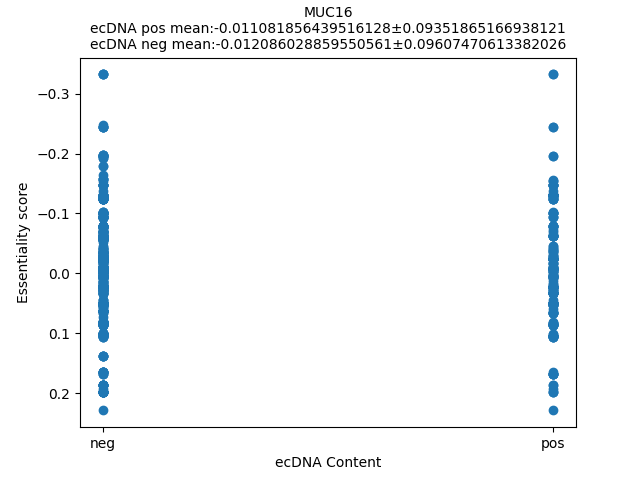 MUC16
ecDNA pos mean:-0.011081856439516128±0.09351865166938121
ecDNA neg mean:-0.012086028859550561±0.09607470613382026
−0.3
−0.2
−0.1
0.0
0.1
0.2
Essentiality score
neg
pos
ecDNA Content